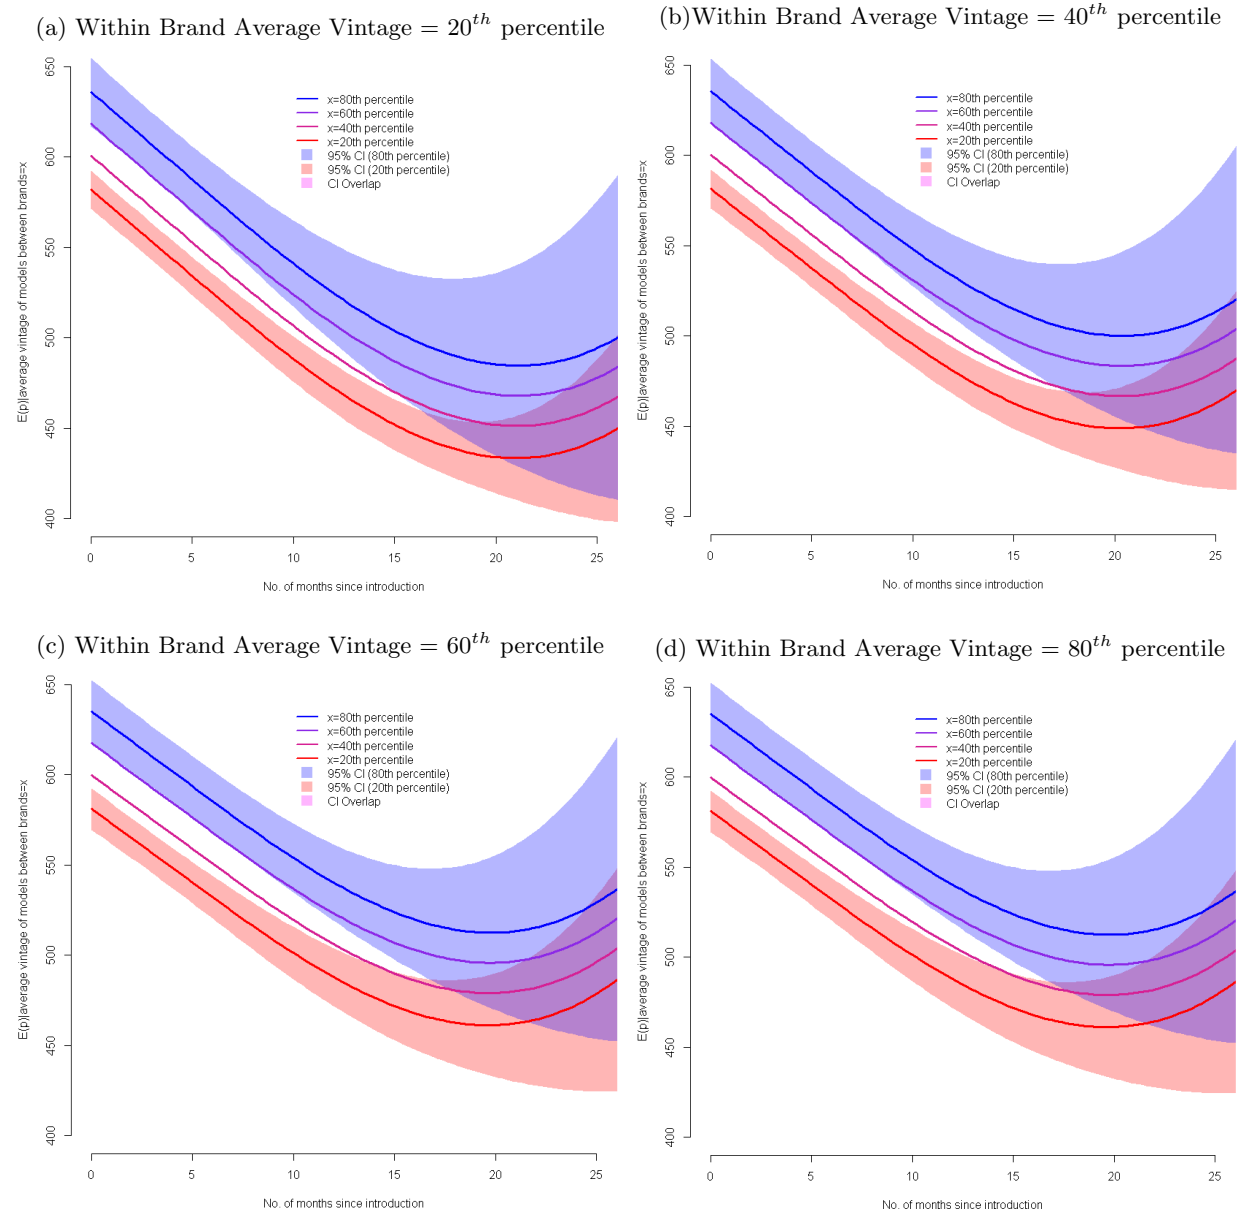 (a) Within Brand Average Vintage = 20th percentile
E(p)|average vintage of models between brands=x
650
600
550
500
450
400
x=80th percentile
x=60th percentile
x=40th percentile
x=20th percentile
95% CI (80th percentile)
95% CI (20th percentile)
CI Overlap
0 5 10 15 20 25
No. of months since introduction
(b)Within Brand Average Vintage = 40th percentile
E(p)|average vintage of models between brands=x
650
600
550
500
450
400
x=80th percentile
x=60th percentile
x=40th percentile
x=20th percentile
95% CI (80th percentile)
95% CI (20th percentile)
CI Overlap
0 5 10 15 20 25
No. of months since introduction
(c) Within Brand Average Vintage = 60th percentile
E(p)|average vintage of models between brands=x
650
600
550
500
450
400
x=80th percentile
x=60th percentile
x=40th percentile
x=20th percentile
95% CI (80th percentile)
95% CI (20th percentile)
CI Overlap
0 5 10 15 20 25
No. of months since introduction
(d) Within Brand Average Vintage = 80th percentile
E(p)|average vintage of models between brands=x
650
600
550
500
450
400
x=80th percentile
x=60th percentile
x=40th percentile
x=20th percentile
95% CI (80th percentile)
95% CI (20th percentile)
CI Overlap
0 5 10 15 20 25
No. of months since introduction